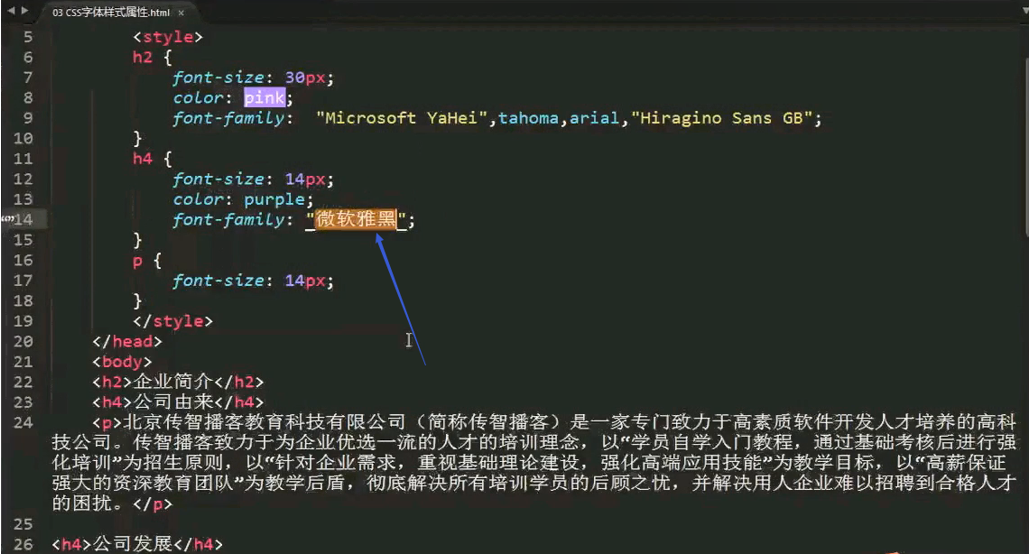 03 CSS字体样式属性.html ×
5 <style>
6 h2 {
7 font-size: 30px;
8 color: pink;
9 font-family: "Microsoft YaHei",tahoma,arial,"Hiragino Sans GB";
10 }
11 h4 {
12 font-size: 14px;
13 color: purple;
14 font-family: "微软雅黑";
15 }
16 p {
17 font-size: 14px;
18 }
19 </style>
20 </head>
21 <body>
22 <h2>企业简介</h2>
23 <h4>公司由来</h4>
24 <p>北京传智播客教育科技有限公司（简称传智播客）是一家专门致力于高素质软件开发人才培养的高科
技公司。传智播客致力于为企业优选一流的人才的培训理念，以“学员自学入门教程，通过基础考核后进行强
化培训”为招生原则，以“针对企业需求，重视基础理论建设，强化高端应用技能”为教学目标，以“高薪保证
强大的资深教育团队”为教学后盾，彻底解决所有培训学员的后顾之忧，并解决用人企业难以招聘到合格人才
的困扰。</p>
25
26 <h4>公司发展</h4>